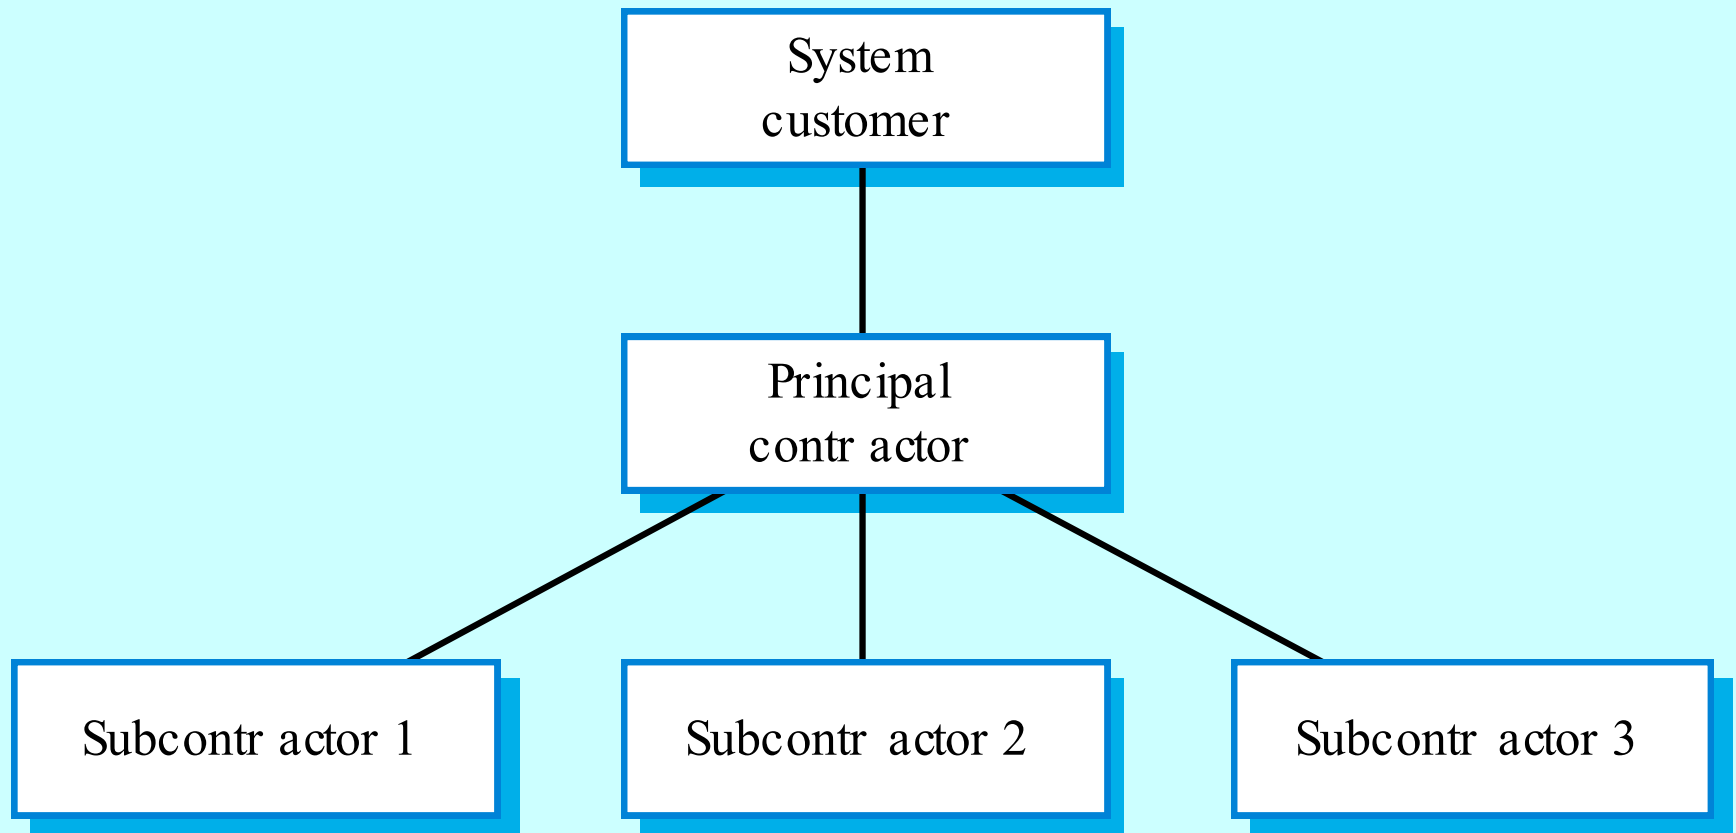 System
customer
Principal
contr actor
Subcontr actor 1
Subcontr actor 2
Subcontr actor 3